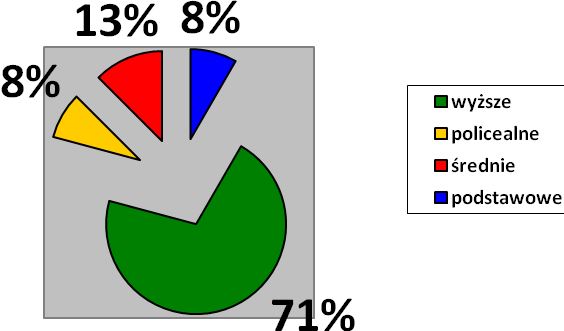 13% 8%
8%
71%
wyższe
policealne
średnie
podstawowe